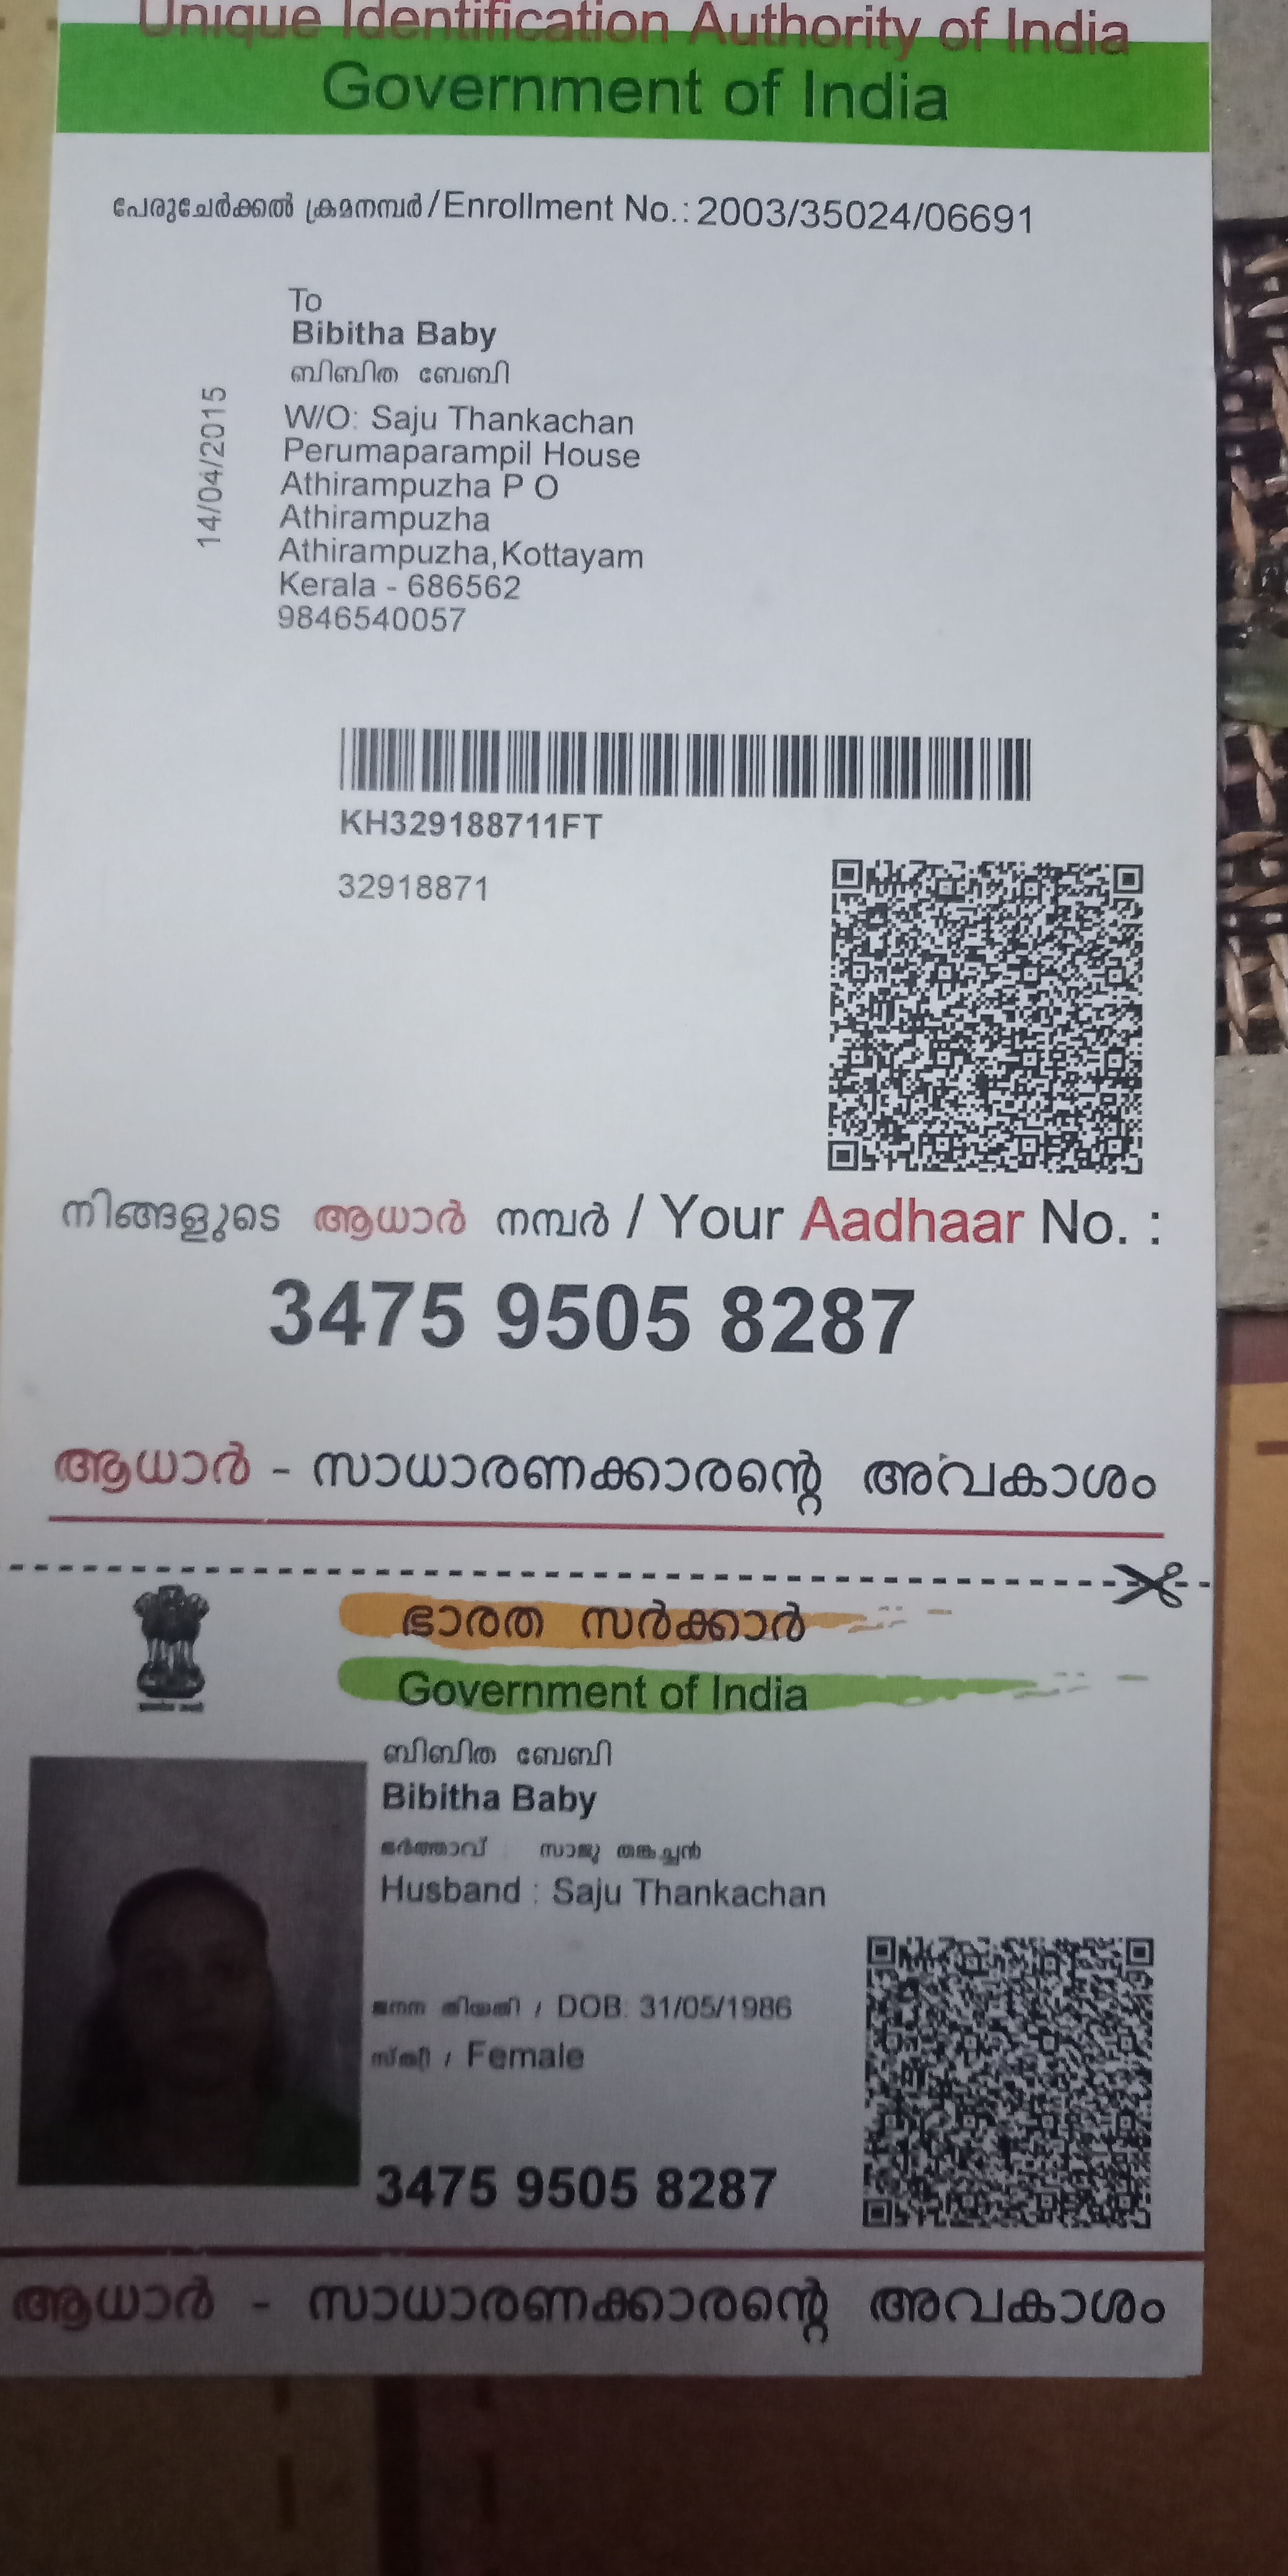 Unique Identification Authority of India
Government of India
പേരുചേർക്കൽ ക്രമനമ്പർ/Enrollment No.: 2003/35024/06691
To
Bibitha Baby
ബിബിത ബേബി
W/O: Saju Thankachan
Perumaparampil House
Athirampuzha P O
Athirampuzha
Athirampuzha,Kottayam
Kerala - 686562
9846540057
14/04/2015
KH329188711FT
32918871
നിങ്ങളുടെ ആധാർ നമ്പർ / Your Aadhaar No. :
3475 9505 8287
ആധാർ - സാധാരണക്കാരന്റെ അവകാശം
ഭാരത സർക്കാർ
Government of India
ബിബിത ബേബി
Bibitha Baby
ഭർത്താവ് : സാജു തങ്കച്ചൻ
Husband : Saju Thankachan
ജനന തിയതി / DOB: 31/05/1986
സ്ത്രീ / Female
3475 9505 8287
ആധാർ - സാധാരണക്കാരന്റെ അവകാശം